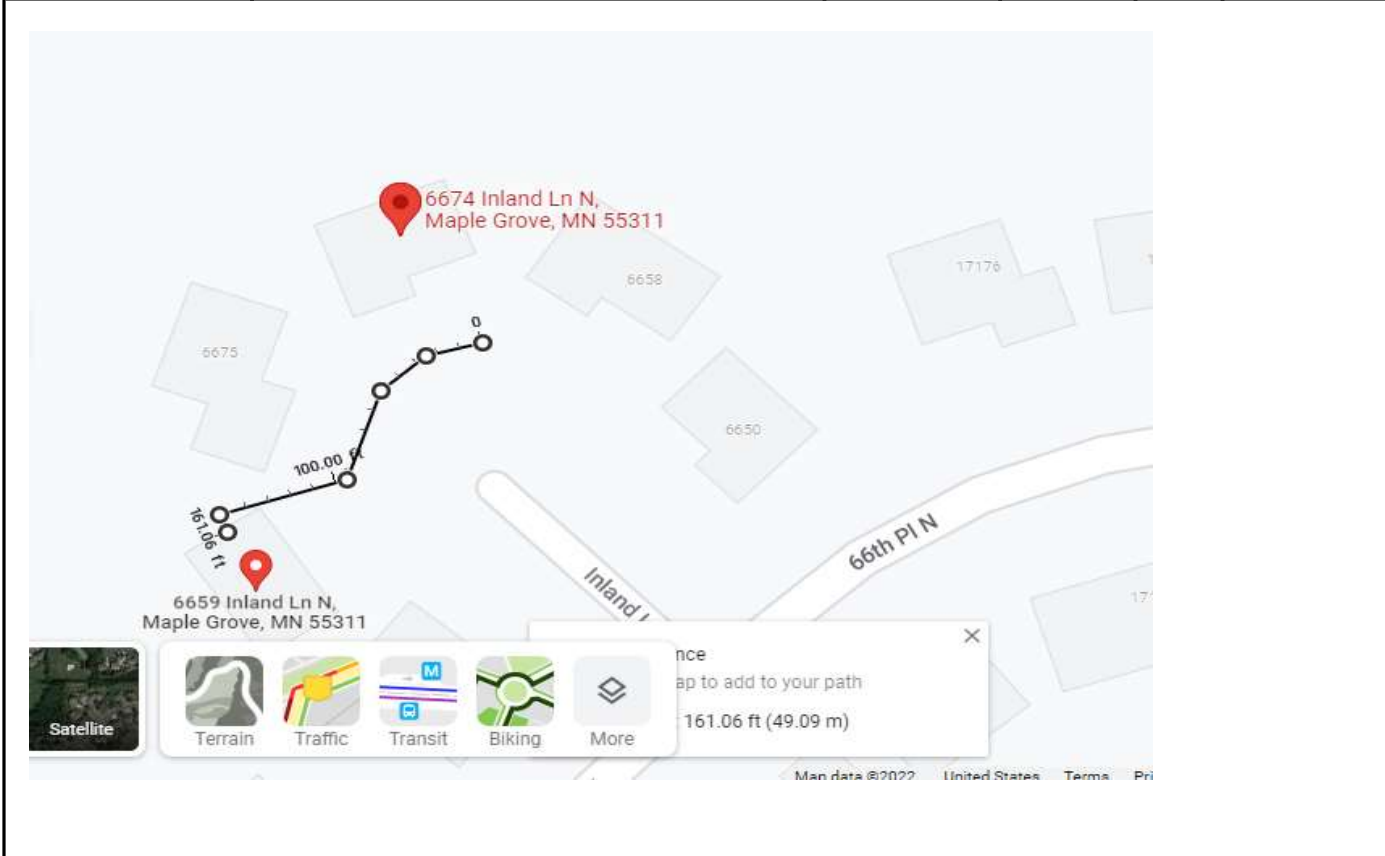 6674 Inland Ln N,
Maple Grove, MN 55311
17176
6658
6675
0
6650
100.00 ft
161.06 ft
66th Pl N
Inland
6659 Inland Ln N,
Maple Grove, MN 55311
nce
ap to add to your path
161.06 ft (49.09 m)
M
Satellite
Terrain
Traffic
Transit
Biking
More
Map data ©2022 United States Terms